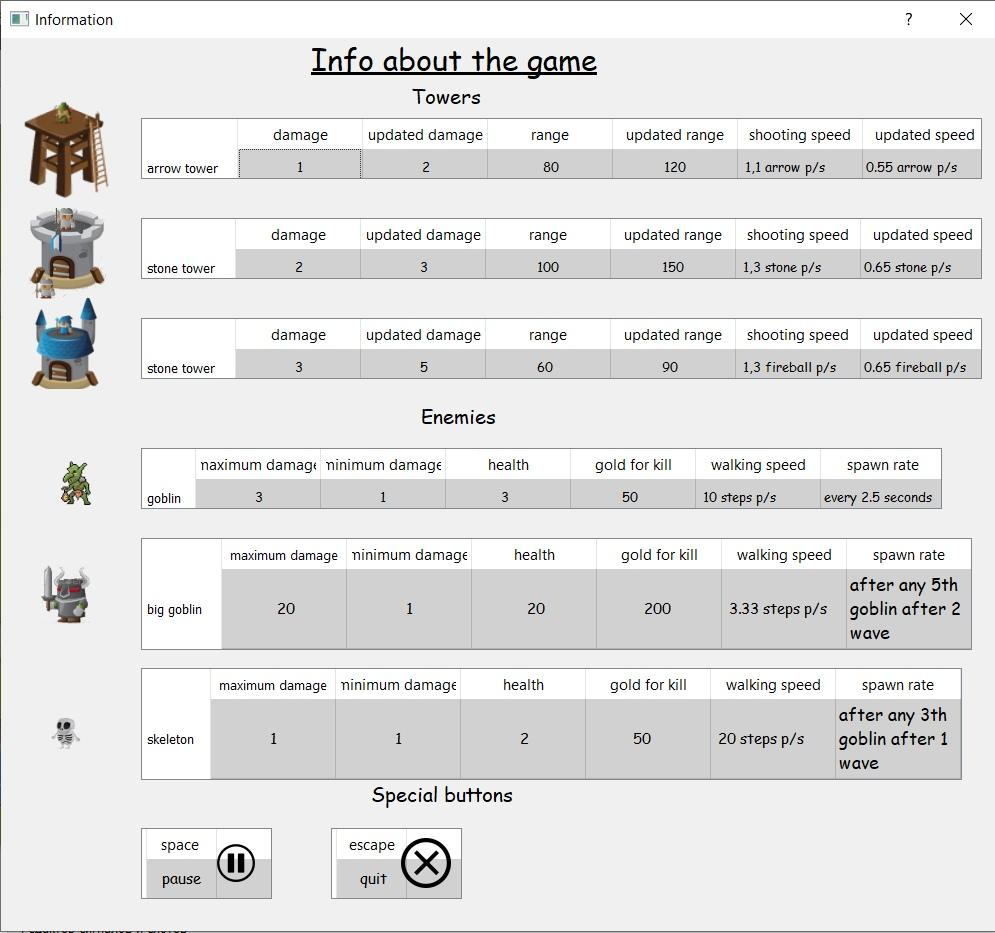 Information
Info about the game
Towers
damage updated damage range updated range shooting speed updated speed
arrow tower 1 2 80 120 1,1 arrow p/s 0.55 arrow p/s
damage updated damage range updated range shooting speed updated speed
stone tower 2 3 100 150 1,3 stone p/s 0.65 stone p/s
damage updated damage range updated range shooting speed updated speed
stone tower 3 5 60 90 1,3 fireball p/s 0.65 fireball p/s
Enemies
naximum damage ninimum damage health gold for kill walking speed spawn rate
goblin 3 1 3 50 10 steps p/s every 2.5 seconds
maximum damage ninimum damage health gold for kill walking speed spawn rate
big goblin 20 1 20 200 3.33 steps p/s after any 5th
goblin after 2
wave
maximum damage ninimum damage health gold for kill walking speed spawn rate
skeleton 1 1 2 50 20 steps p/s after any 3th
goblin after 1
wave
Special buttons
space escape
pause quit